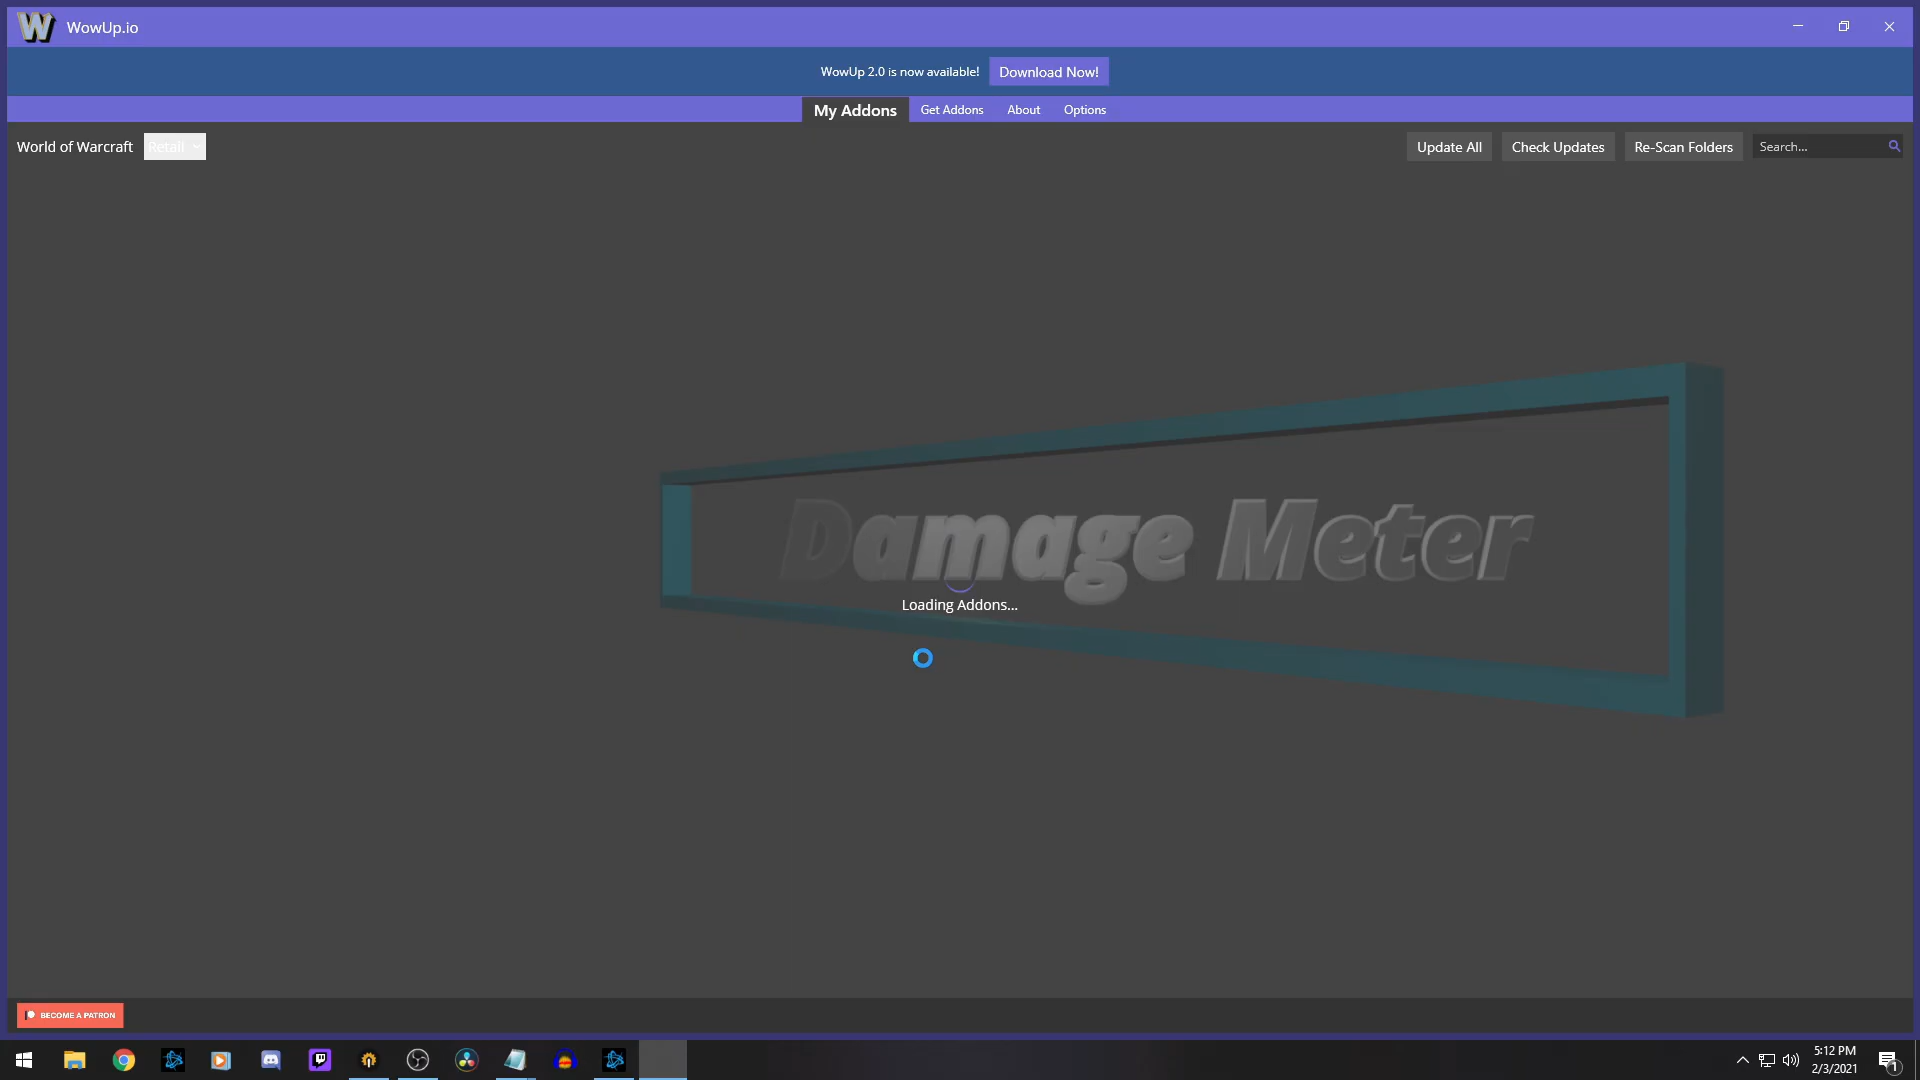 WowUp.io
WowUp 2.0 is now available! Download Now!
My Addons Get Addons About Options
World of Warcraft Retail Update All Check Updates Re-Scan Folders Search...
Damage Meter
Loading Addons...
BECOME A PATRON
5:12 PM
2/3/2021
1